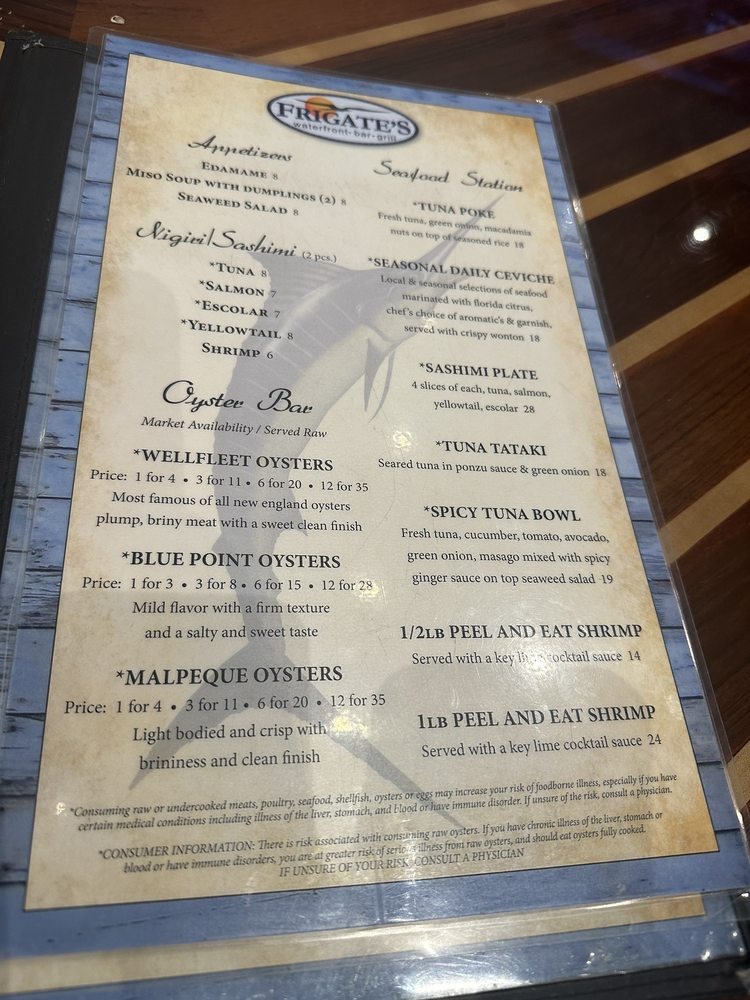 FRIGATE'S
waterfront-bar-grill
Appetizers
EDAMAME 8
MISO SOUP WITH DUMPLINGS (2) 8
SEAWEED SALAD 8
Nigiri/Sashimi (2 pcs.)
*TUNA 8
*SALMON 7
*ESCOLAR 7
*YELLOWTAIL 8
SHRIMP 6
Oyster Bar
Market Availability / Served Raw
*WELLFLEET OYSTERS
Price: 1 for 4 • 3 for 11 • 6 for 20 • 12 for 35
Most famous of all new england oysters
plump, briny meat with a sweet clean finish
*BLUE POINT OYSTERS
Price: 1 for 3 • 3 for 8 • 6 for 15 • 12 for 28
Mild flavor with a firm texture
and a salty and sweet taste
*MALPEQUE OYSTERS
Price: 1 for 4 • 3 for 11 • 6 for 20 • 12 for 35
Light bodied and crisp with
brininess and clean finish
Seafood Station
*TUNA POKE
Fresh tuna, green onion, macadamia
nuts on top of seasoned rice 18
*SEASONAL DAILY CEVICHE
Local & seasonal selections of seafood
marinated with florida citrus,
chef's choice of aromatic's & garnish,
served with crispy wonton 18
*SASHIMI PLATE
4 slices of each, tuna, salmon,
yellowtail, escolar 28
*TUNA TATAKI
Seared tuna in ponzu sauce & green onion 18
*SPICY TUNA BOWL
Fresh tuna, cucumber, tomato, avocado,
green onion, masago mixed with spicy
ginger sauce on top seaweed salad 19
1/2LB PEEL AND EAT SHRIMP
Served with a key lime cocktail sauce 14
1LB PEEL AND EAT SHRIMP
Served with a key lime cocktail sauce 24
*Consuming raw or undercooked meats, poultry, seafood, shellfish, oysters or eggs may increase your risk of foodborne illness, especially if you have
certain medical conditions including illness of the liver, stomach, and blood or have immune disorder. If unsure of the risk, consult a physician.
*CONSUMER INFORMATION: There is risk associated with consuming raw oysters. If you have chronic illness of the liver, stomach or
blood or have immune disorders, you are at greater risk of serious illness from raw oysters, and should eat oysters fully cooked.
IF UNSURE OF YOUR RISK, CONSULT A PHYSICIAN